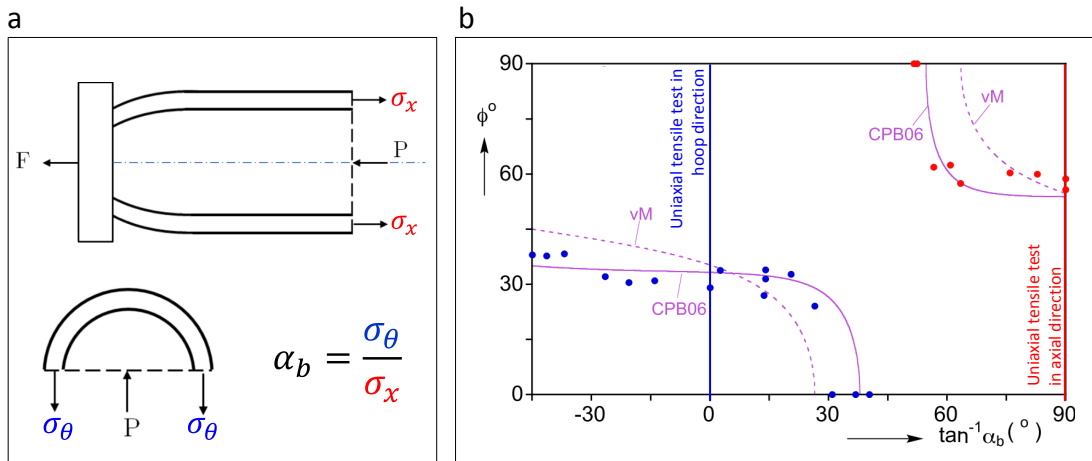 a
σx
F
P
σx
αb = σθ / σx
σθ
P
σθ
b
90
60
30
0
ϕ°
Uniaxial tensile test in
hoop direction
vM
CPB06
vM
CPB06
Uniaxial tensile test
in axial direction
-30
0
30
60
90
tan⁻¹αb(°)